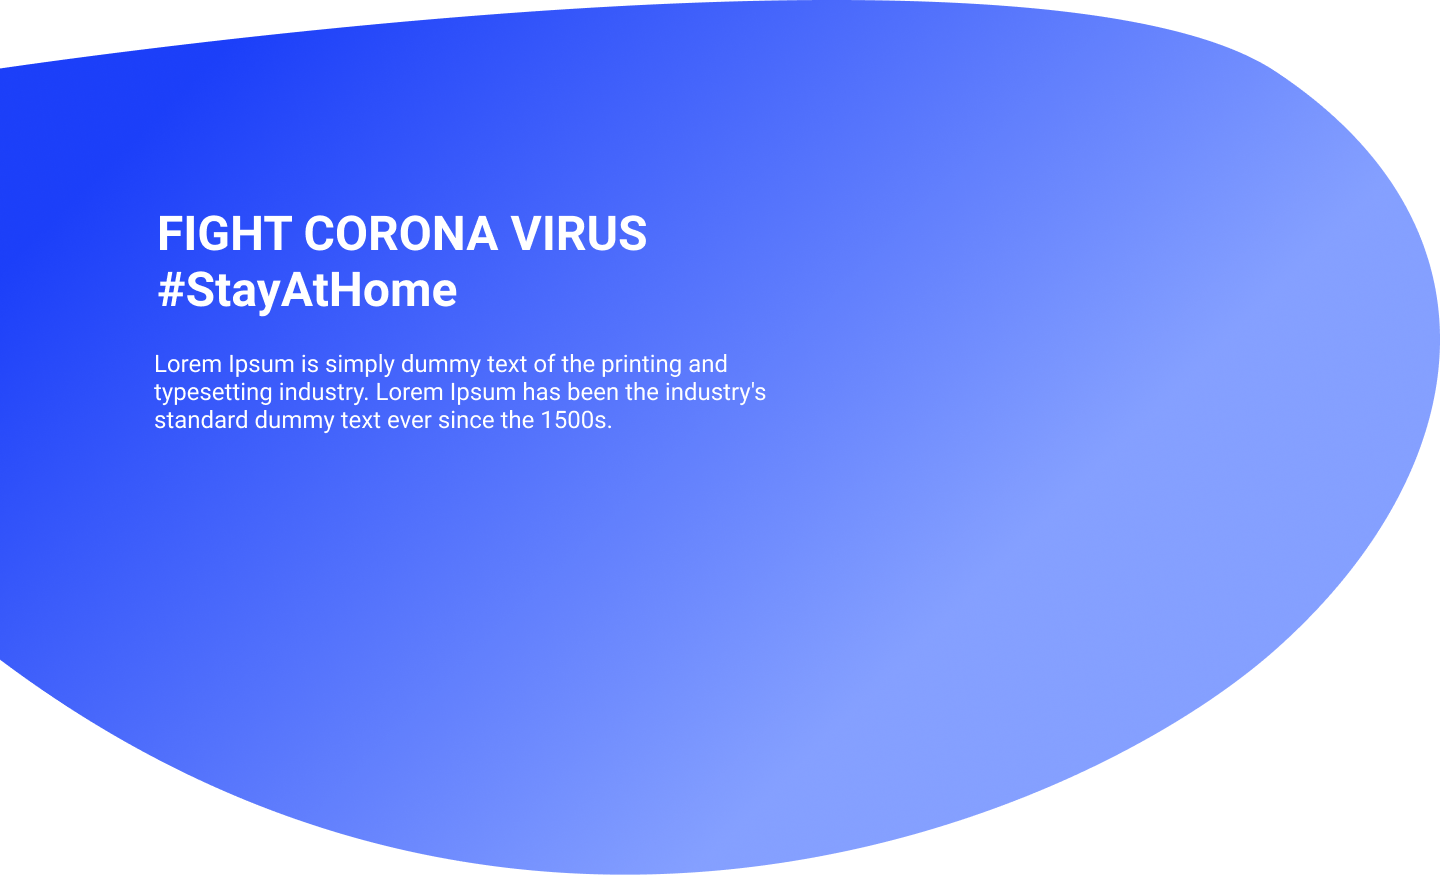 FIGHT CORONA VIRUS
#StayAtHome
Lorem Ipsum is simply dummy text of the printing and
typesetting industry. Lorem Ipsum has been the industry's
standard dummy text ever since the 1500s.